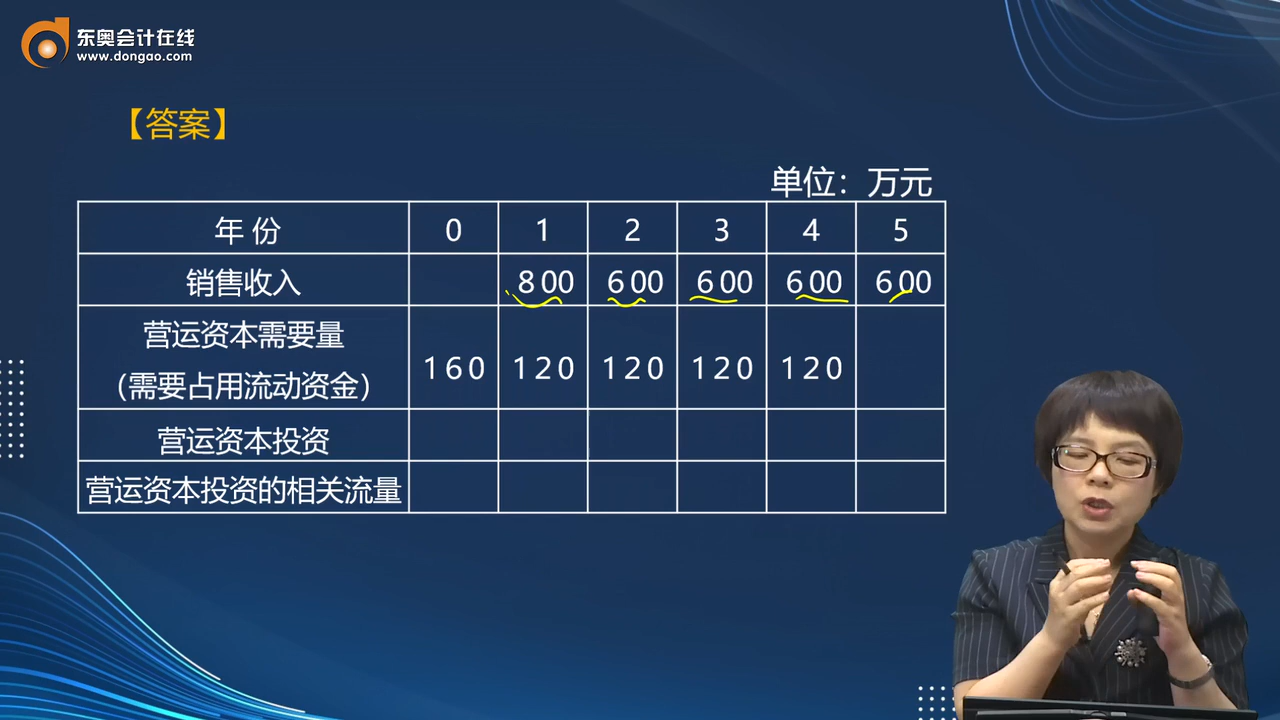 东奥会计在线
www.dongao.com
【答案】
单位：万元
年 份 0 1 2 3 4 5
销售收入 800 600 600 600 600
营运资本需要量
（需要占用流动资金） 160 120 120 120 120
营运资本投资
营运资本投资的相关流量